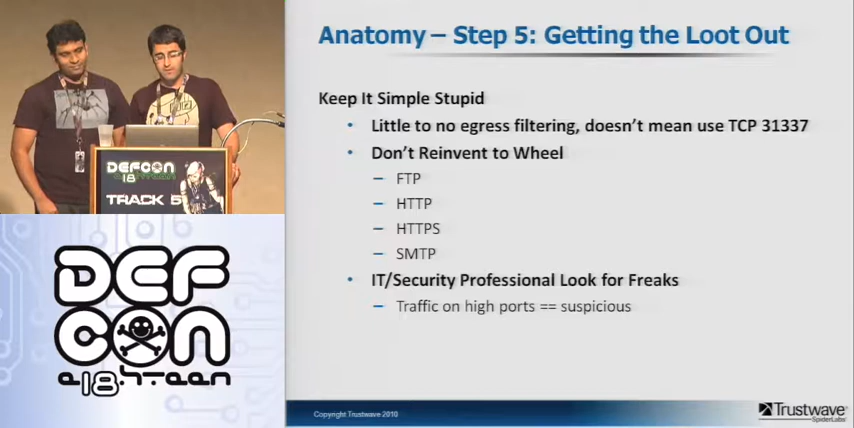 Anatomy – Step 5: Getting the Loot Out
Keep It Simple Stupid
• Little to no egress filtering, doesn't mean use TCP 31337
• Don't Reinvent to Wheel
– FTP
– HTTP
– HTTPS
– SMTP
• IT/Security Professional Look for Freaks
– Traffic on high ports == suspicious
Copyright Trustwave 2010
Trustwave
SpiderLabs
DEFCON
18
TRACK 5
DEF
CON